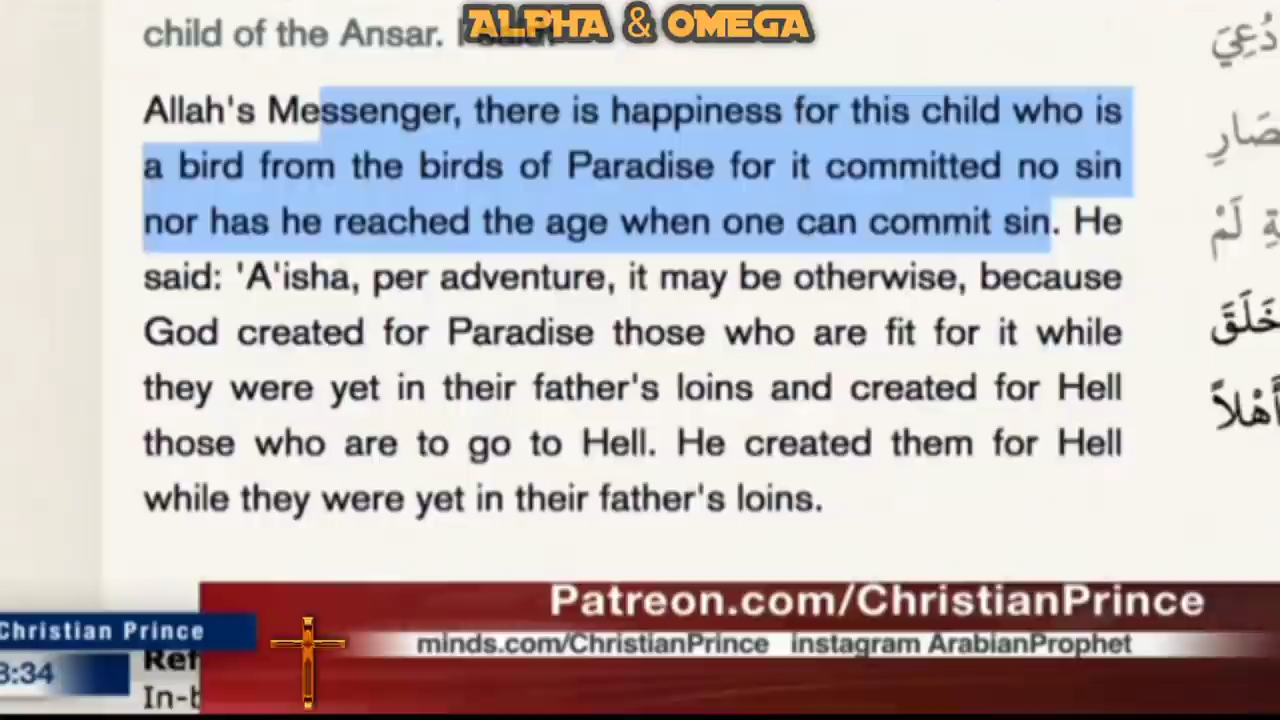 ALPHA & OMEGA
child of the Ansar. I said:
Allah's Messenger, there is happiness for this child who is
a bird from the birds of Paradise for it committed no sin
nor has he reached the age when one can commit sin. He
said: 'A'isha, per adventure, it may be otherwise, because
God created for Paradise those who are fit for it while
they were yet in their father's loins and created for Hell
those who are to go to Hell. He created them for Hell
while they were yet in their father's loins.
دُعِيَ
لَمْ
خَلَقَ
أَهْلاً
Patreon.com/ChristianPrince
Christian Prince
minds.com/ChristianPrince instagram ArabianProphet
3:34